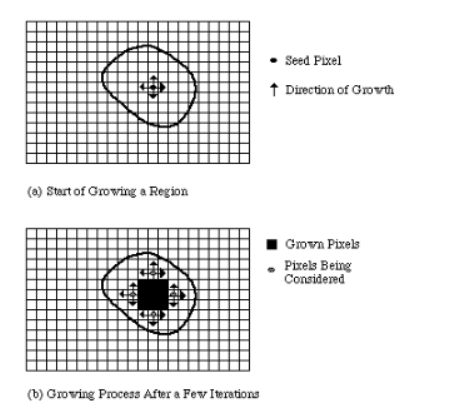 Seed Pixel
Direction of Growth
(a) Start of Growing a Region
Grown Pixels
Pixels Being
Considered
(b) Growing Process After a Few Iterations